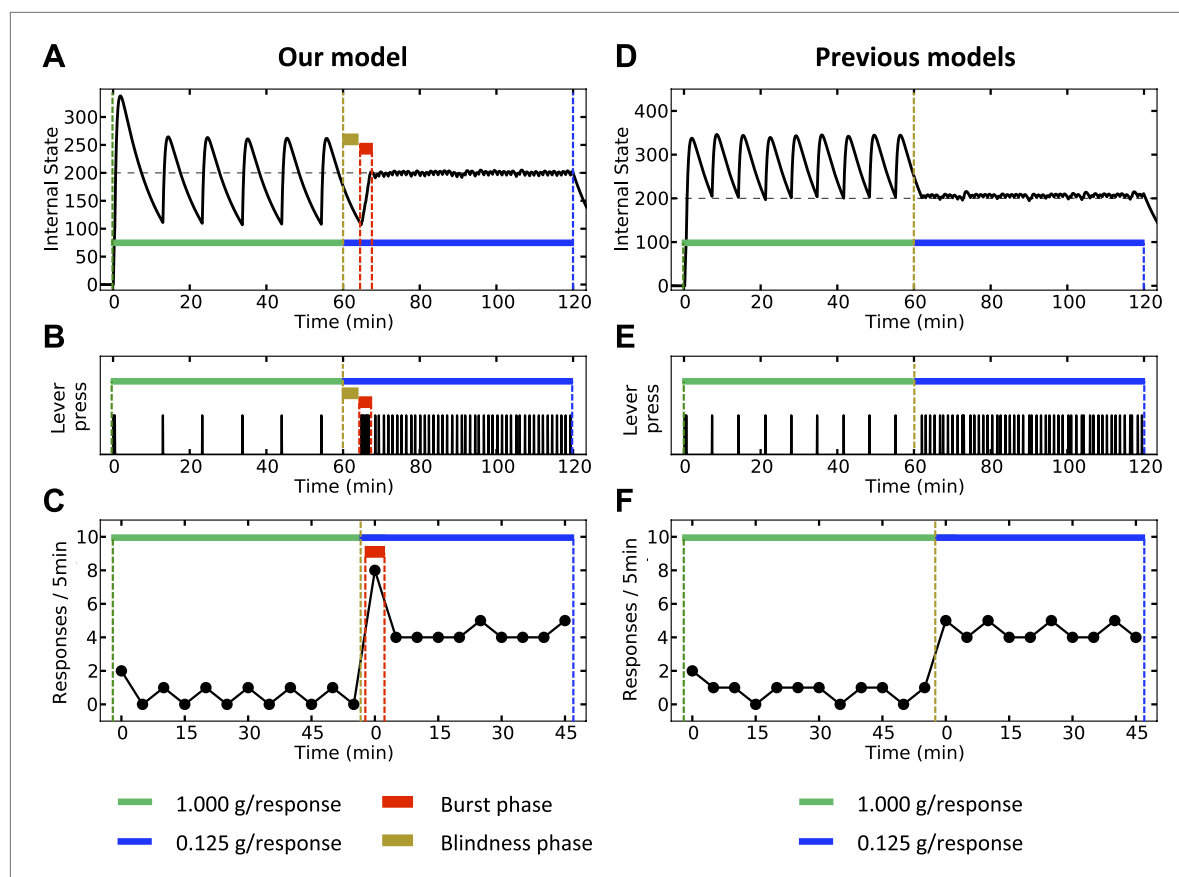 A
Our model
Internal State
300
250
200
150
100
50
0
0 20 40 60 80 100 120
Time (min)
B
Lever press
0 20 40 60 80 100 120
Time (min)
C
Responses / 5min
10
8
6
4
2
0
0 15 30 45 0 15 30 45
Time (min)
D
Previous models
Internal State
400
300
200
100
0
0 20 40 60 80 100 120
Time (min)
E
Lever press
0 20 40 60 80 100 120
Time (min)
F
Responses / 5min
10
8
6
4
2
0
0 15 30 45 0 15 30 45
Time (min)
1.000 g/response
0.125 g/response
Burst phase
Blindness phase
1.000 g/response
0.125 g/response